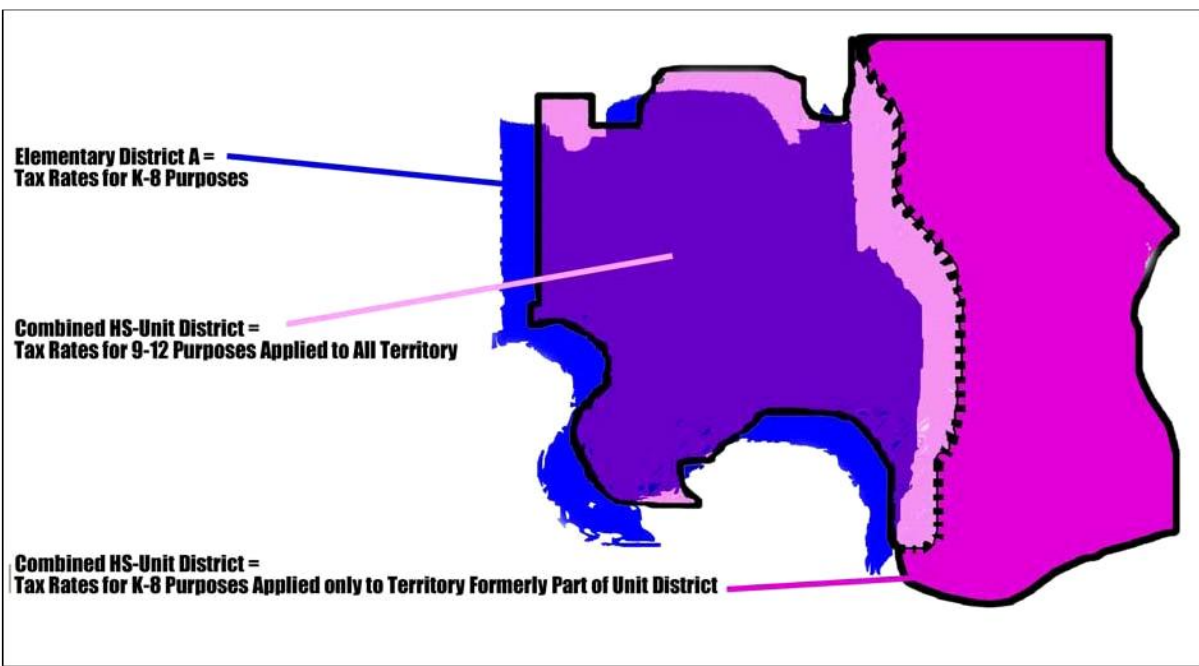 Elementary District A =
Tax Rates for K-8 Purposes
Combined HS-Unit District =
Tax Rates for 9-12 Purposes Applied to All Territory
Combined HS-Unit District =
Tax Rates for K-8 Purposes Applied only to Territory Formerly Part of Unit District